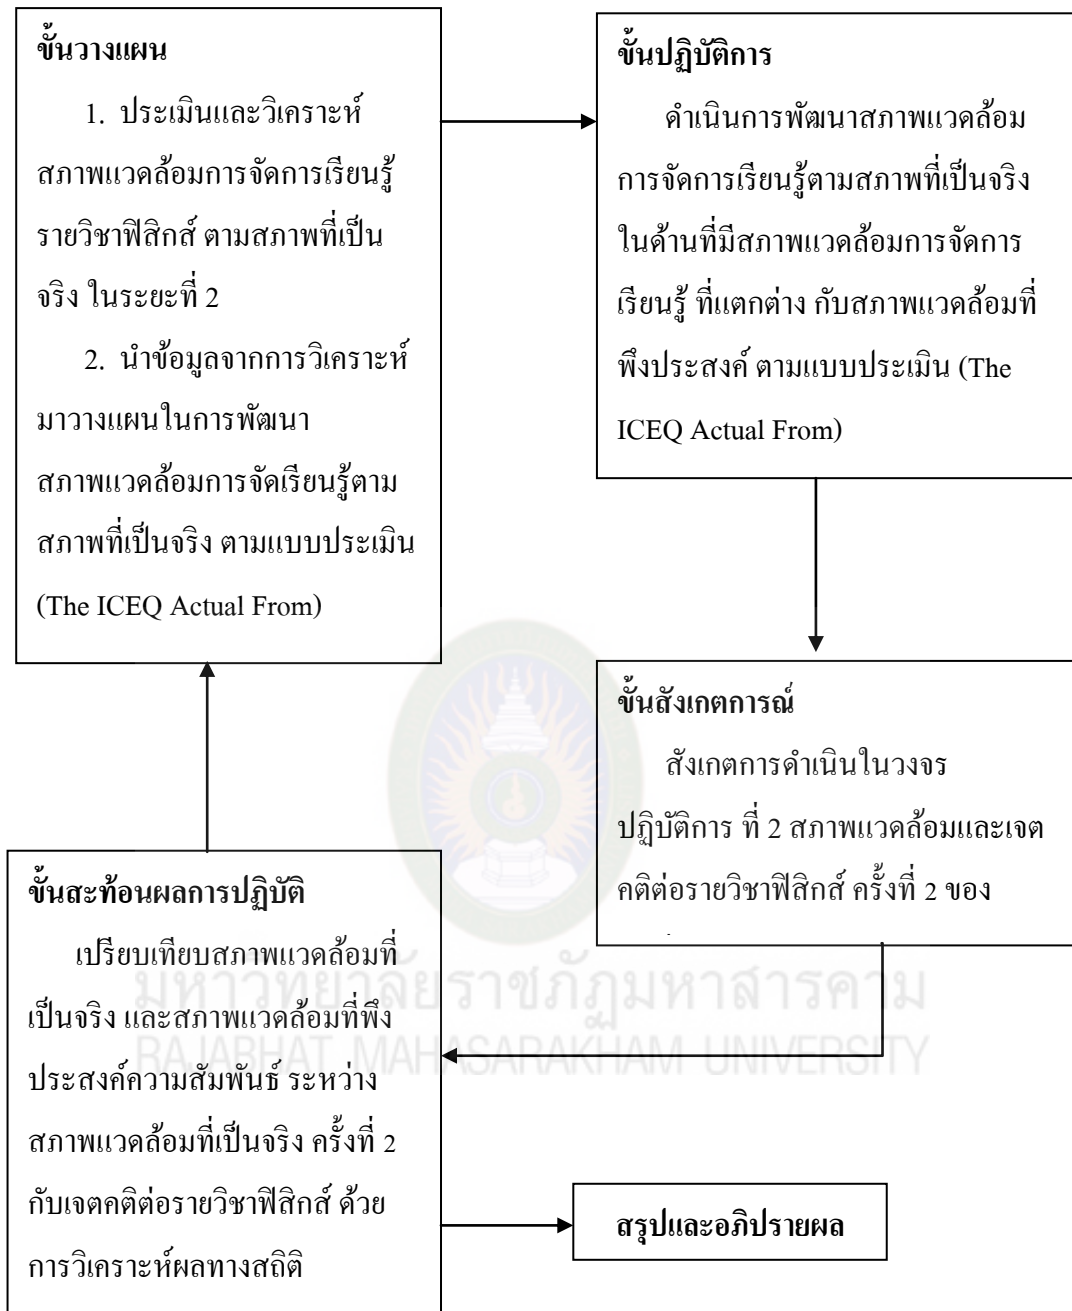 ขั้นวางแผน
1. ประเมินและวิเคราะห์
สภาพแวดล้อมการจัดการเรียนรู้
รายวิชาฟิสิกส์ ตามสภาพที่เป็น
จริง ในระยะที่ 2
2. นำข้อมูลจากการวิเคราะห์
มาวางแผนในการพัฒนา
สภาพแวดล้อมการจัดเรียนรู้ตาม
สภาพที่เป็นจริง ตามแบบประเมิน
(The ICEQ Actual From)
ขั้นปฏิบัติการ
ดำเนินการพัฒนาสภาพแวดล้อม
การจัดการเรียนรู้ตามสภาพที่เป็นจริง
ในด้านที่มีสภาพแวดล้อมการจัดการ
เรียนรู้ ที่แตกต่าง กับสภาพแวดล้อมที่
พึงประสงค์ ตามแบบประเมิน (The
ICEQ Actual From)
ขั้นสังเกตการณ์
สังเกตการดำเนินในวงจร
ปฏิบัติการ ที่ 2 สภาพแวดล้อมและเจต
คติต่อรายวิชาฟิสิกส์ ครั้งที่ 2 ของ
ขั้นสะท้อนผลการปฏิบัติ
เปรียบเทียบสภาพแวดล้อมที่
เป็นจริง และสภาพแวดล้อมที่พึง
ประสงค์ความสัมพันธ์ ระหว่าง
สภาพแวดล้อมที่เป็นจริง ครั้งที่ 2
กับเจตคติต่อรายวิชาฟิสิกส์ ด้วย
การวิเคราะห์ผลทางสถิติ
สรุปและอภิปรายผล
มหาวิทยาลัยราชภัฏมหาสารคาม
RAJABHAT MAHASARAKHAM UNIVERSITY